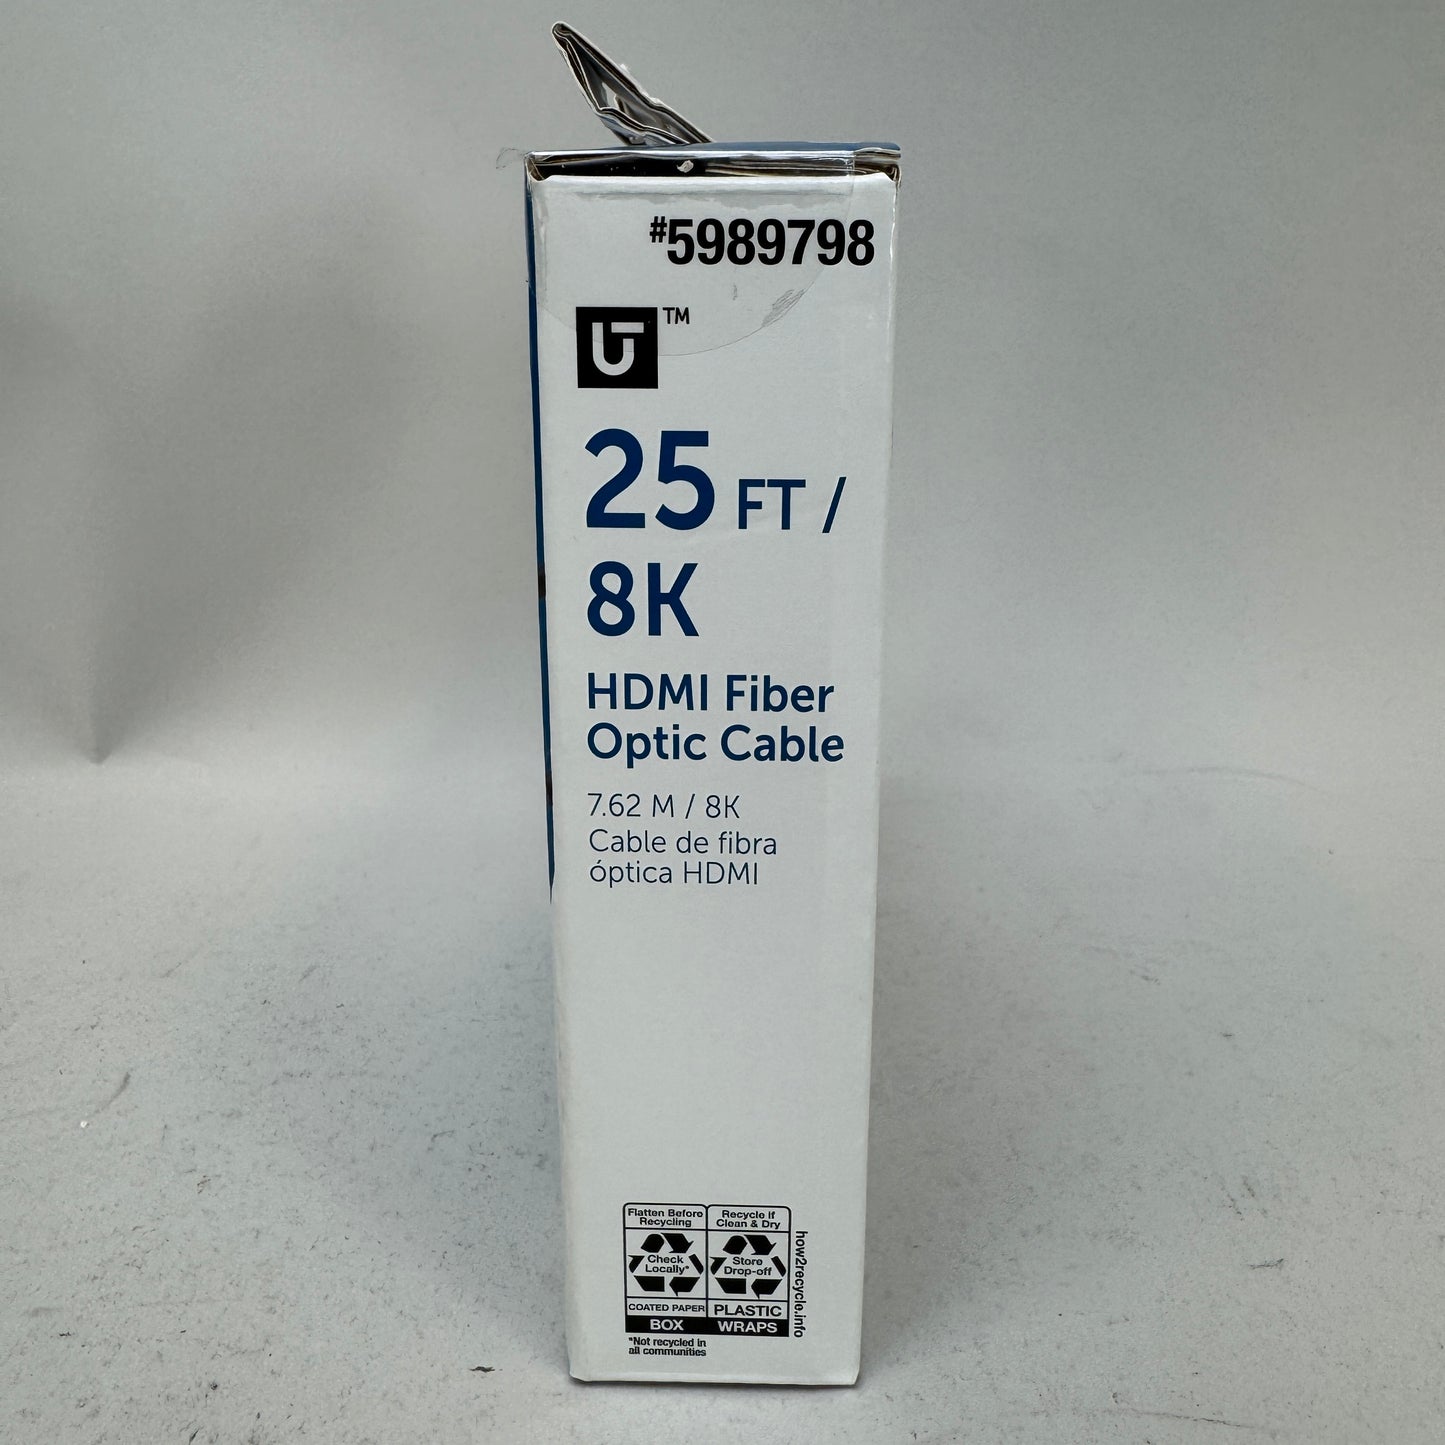 #5989798
UT™
25 FT /
8K
HDMI Fiber
Optic Cable
7.62 M / 8K
Cable de fibra
óptica HDMI
Flatten Before
Recycling
Check
Locally*
COATED PAPER
BOX
*Not recycled in
all communities
Recycle If
Clean & Dry
Store
Drop-off
PLASTIC
WRAPS
how2recycle.info